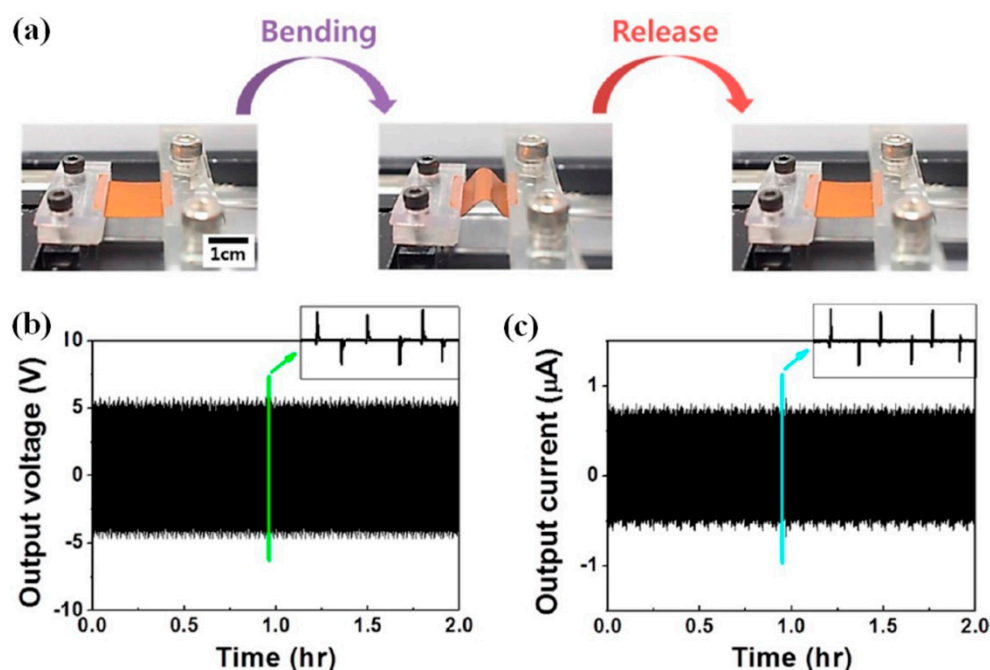 (a)
Bending
Release
1cm
(b)
10
5
0
-5
-10
Output voltage (V)
0.0
0.5
1.0
1.5
2.0
Time (hr)
(c)
1
0
-1
Output current (μA)
0.0
0.5
1.0
1.5
2.0
Time (hr)